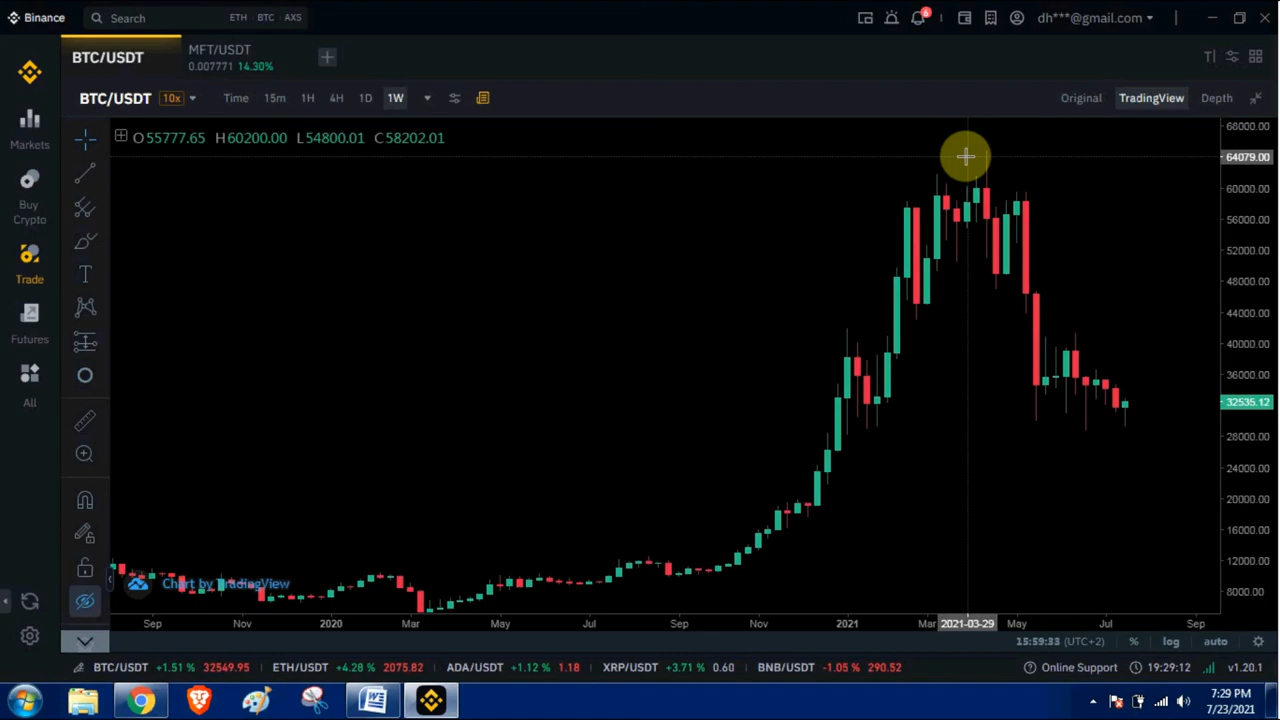 Binance
Search
ETH BTC AXS
6
dh***@gmail.com
BTC/USDT
MFT/USDT
0.007771 14.30%
BTC/USDT 10x Time 15m 1H 4H 1D 1W
Original TradingView Depth
Markets
Buy
Crypto
Trade
Futures
All
O55777.65 H60200.00 L54800.01 C58202.01
68000.00
64079.00
60000.00
56000.00
52000.00
48000.00
44000.00
40000.00
36000.00
32535.12
28000.00
24000.00
20000.00
16000.00
12000.00
8000.00
Chart by TradingView
Sep Nov 2020 Mar May Jul Sep Nov 2021 Mar 2021-03-29 May Jul Sep
15:59:33 (UTC+2) % log auto
BTC/USDT +1.51 % 32549.95 ETH/USDT +4.28 % 2075.82 ADA/USDT +1.12 % 1.18 XRP/USDT +3.71 % 0.60 BNB/USDT -1.05 % 290.52
Online Support 19:29:12 v1.20.1
7:29 PM
7/23/2021